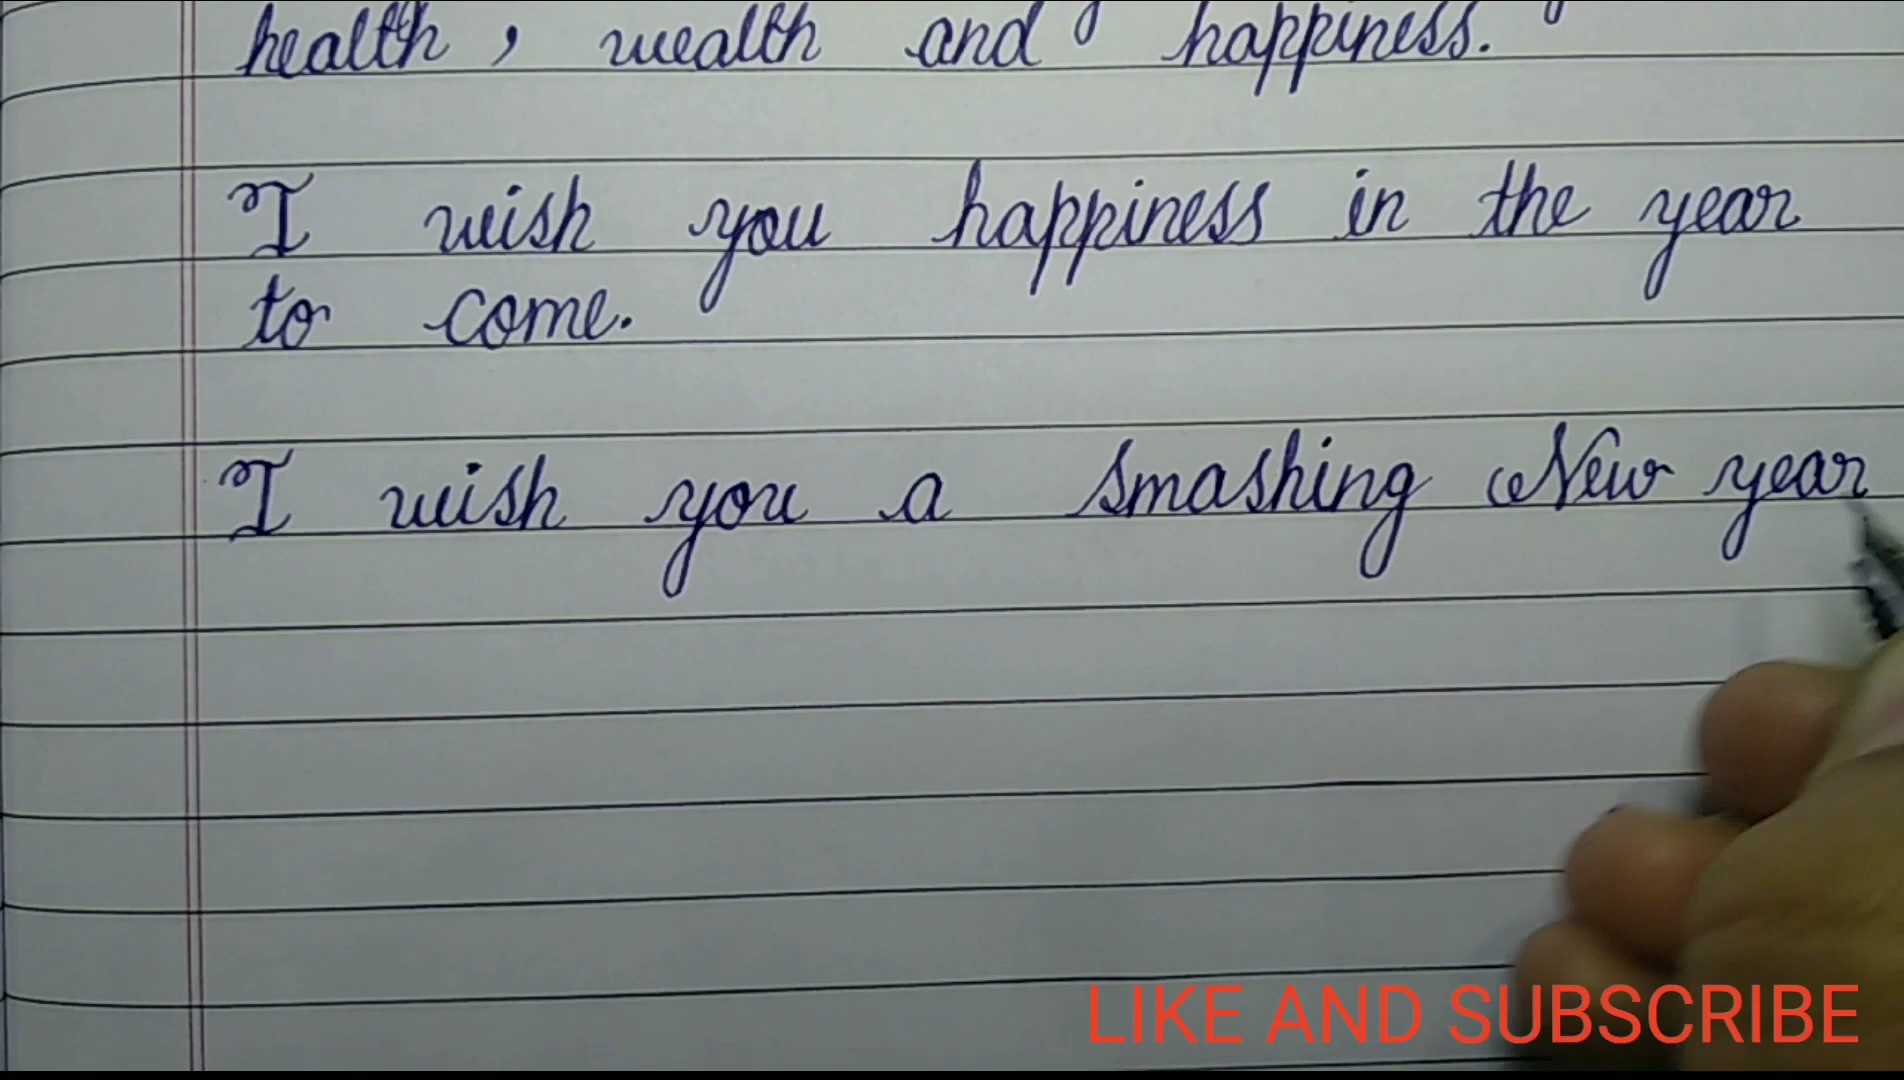 health, wealth and happiness.
I wish you happiness in the year
to come.
I wish you a smashing New year
LIKE AND SUBSCRIBE